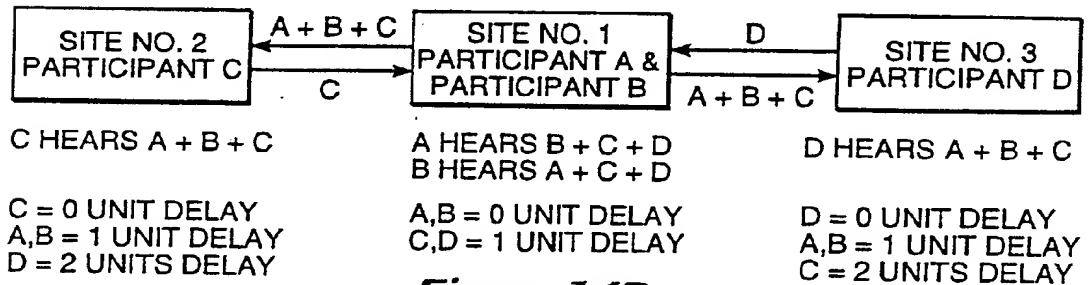 SITE NO. 2
PARTICIPANT C
A + B + C
C
SITE NO. 1
PARTICIPANT A &
PARTICIPANT B
D
A + B + C
SITE NO. 3
PARTICIPANT D
C HEARS A + B + C
A HEARS B + C + D
B HEARS A + C + D
D HEARS A + B + C
C = 0 UNIT DELAY
A,B = 1 UNIT DELAY
D = 2 UNITS DELAY
A,B = 0 UNIT DELAY
C,D = 1 UNIT DELAY
D = 0 UNIT DELAY
A,B = 1 UNIT DELAY
C = 2 UNITS DELAY
Figure